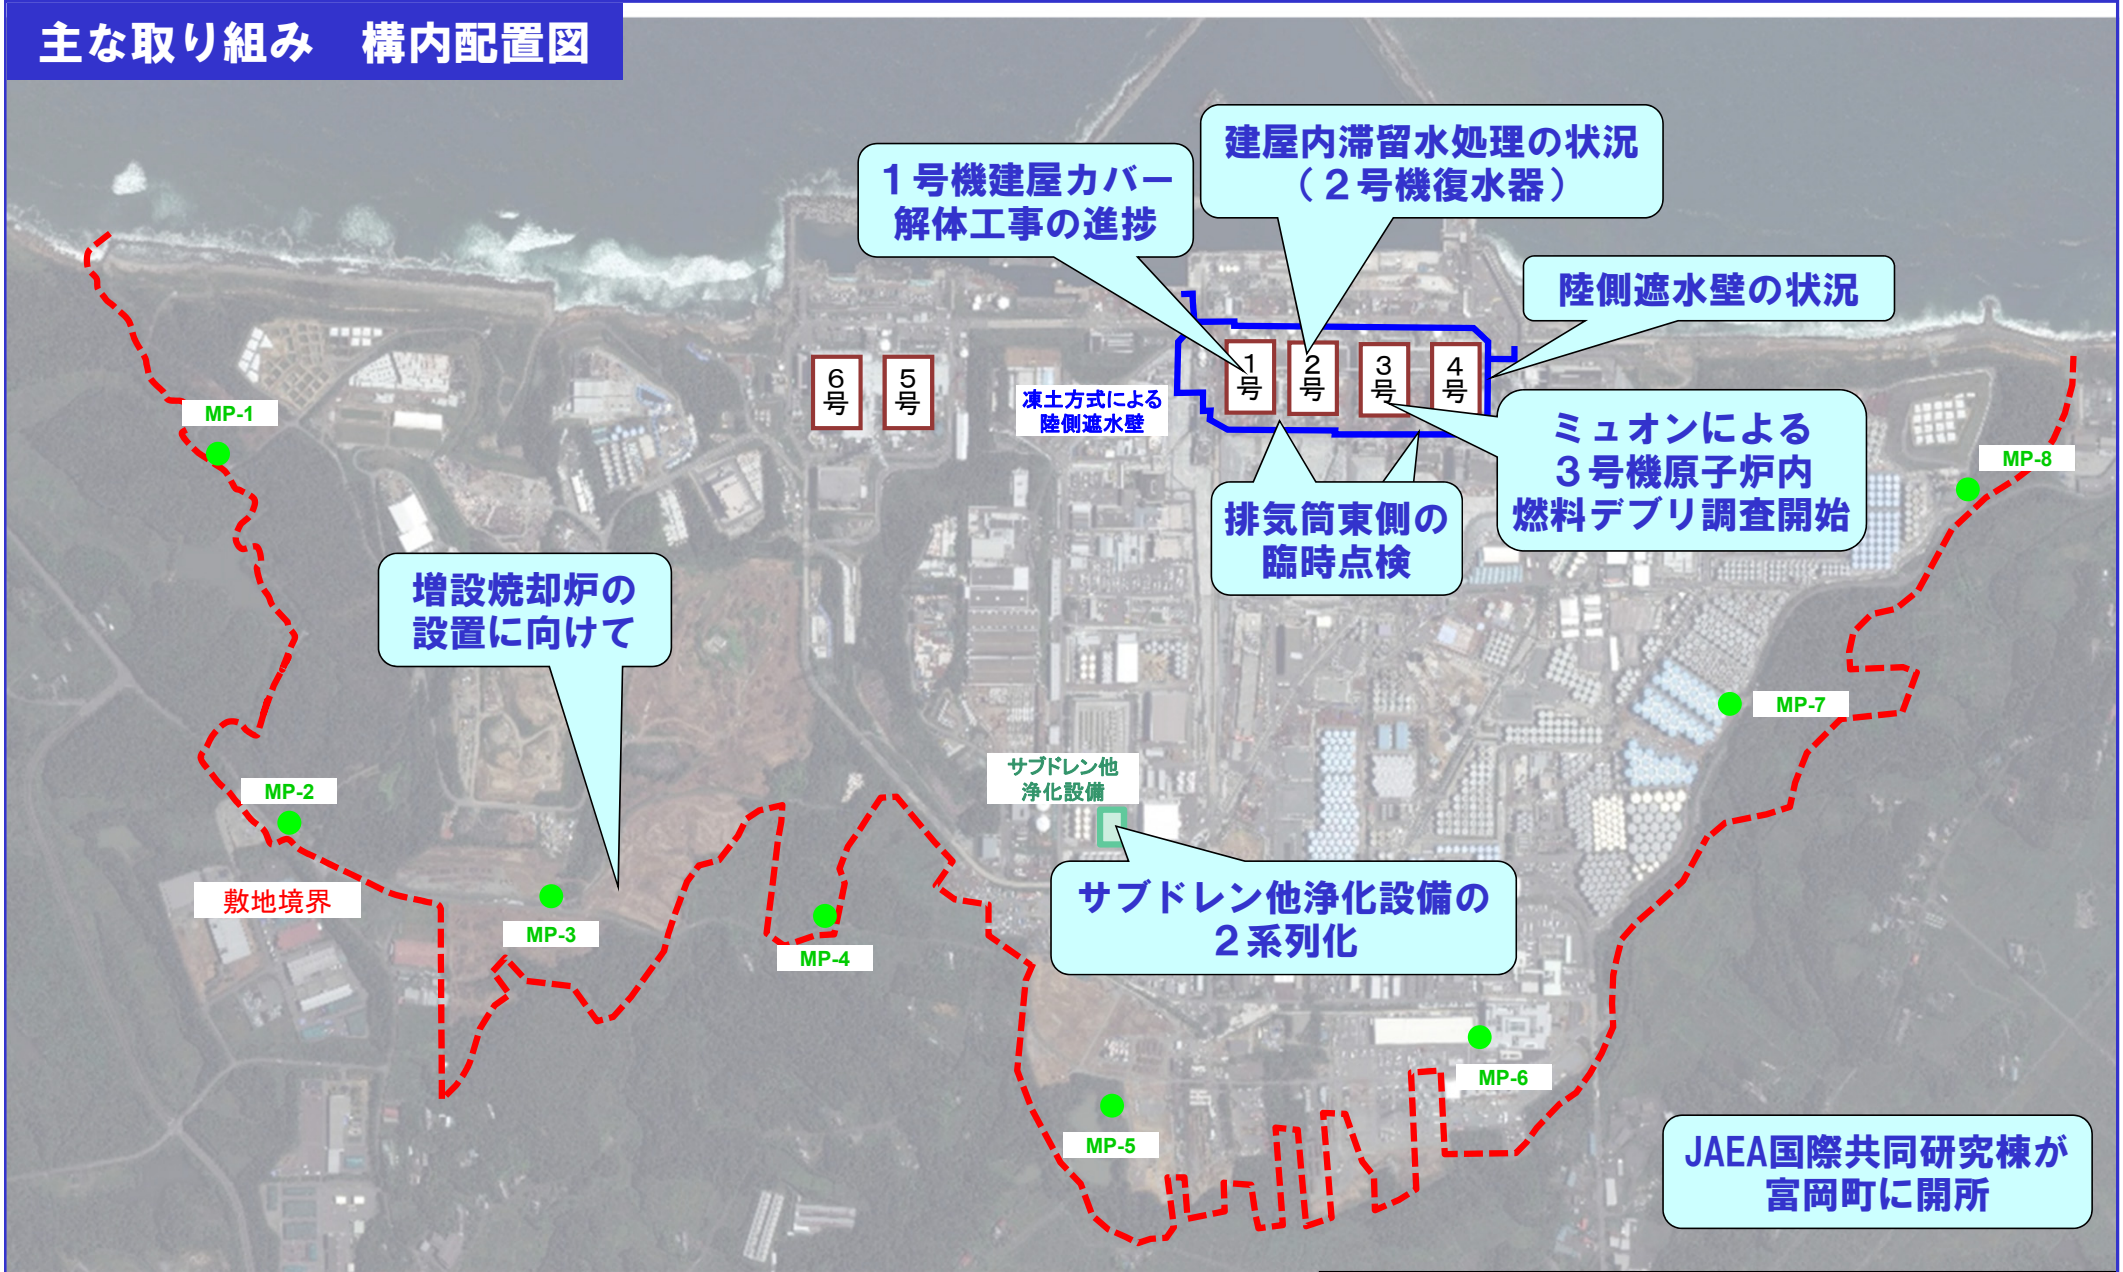 主な取り組み　構内配置図
建屋内滞留水処理の状況
（２号機復水器）
１号機建屋カバー
解体工事の進捗
陸側遮水壁の状況
6
号
5
号
1
号
2
号
3
号
4
号
凍土方式による
陸側遮水壁
MP-1
ミュオンによる
３号機原子炉内
燃料デブリ調査開始
MP-8
排気筒東側の
臨時点検
増設焼却炉の
設置に向けて
MP-7
サブドレン他
浄化設備
MP-2
敷地境界
サブドレン他浄化設備の
２系列化
MP-3
MP-4
MP-6
MP-5
JAEA国際共同研究棟が
富岡町に開所